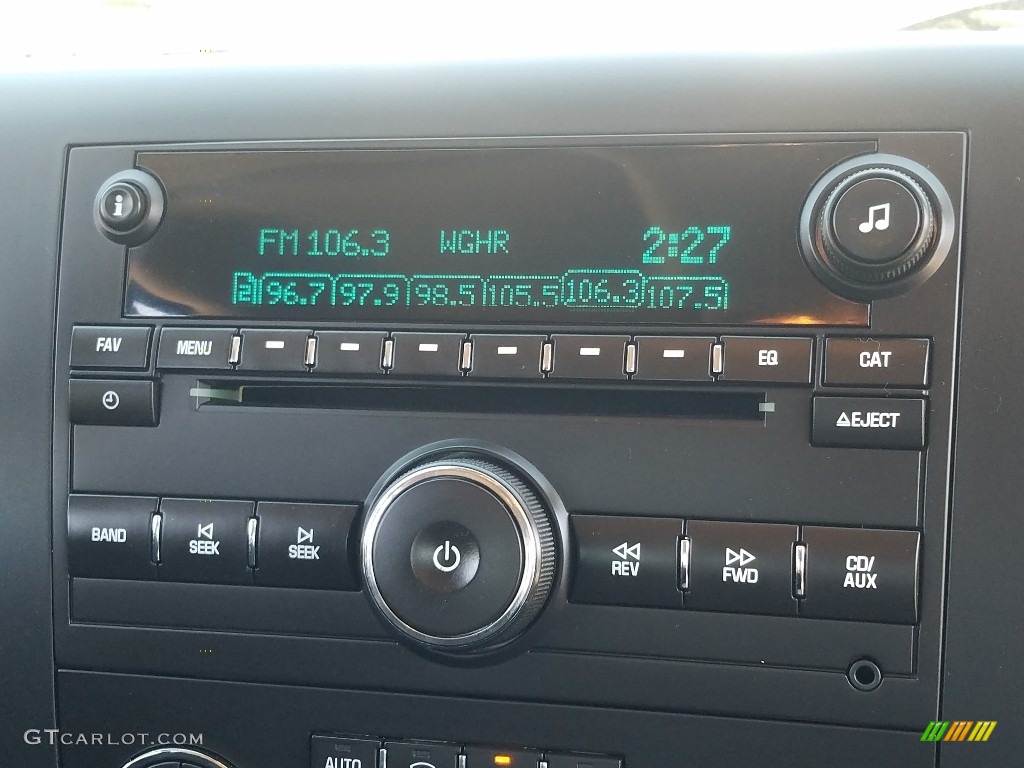 i
FM 106.3 WGHR 2:27
96.7 97.9 98.5 105.5 106.3 107.5
FAV MENU EQ CAT
EJECT
BAND SEEK SEEK REV FWD CD/
AUX
AUTO
GTCARLOT.COM